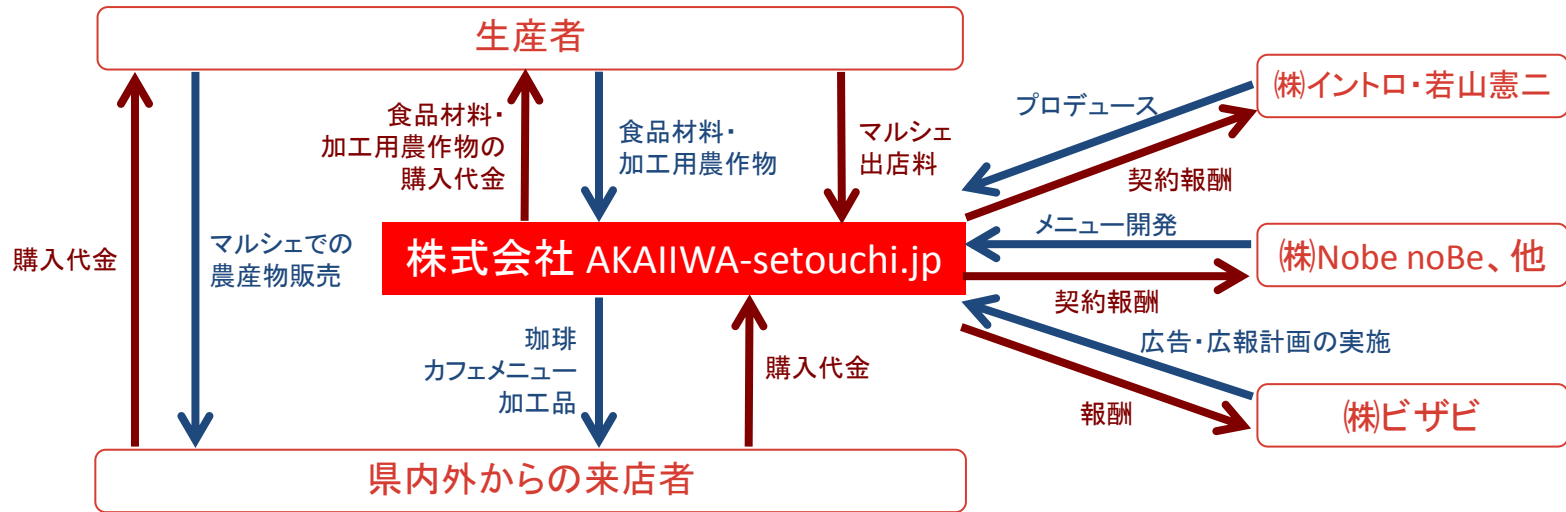 生産者
食品材料・
加工用農作物の
購入代金
食品材料・
加工用農作物
マルシェ
出店料
プロデュース
㈱イントロ・若山憲二
契約報酬
購入代金
マルシェでの
農産物販売
株式会社 AKAIIWA-setouchi.jp
メニュー開発
㈱Nobe noBe、他
契約報酬
珈琲
カフェメニュー
加工品
購入代金
広告・広報計画の実施
報酬
㈱ビザビ
県内外からの来店者